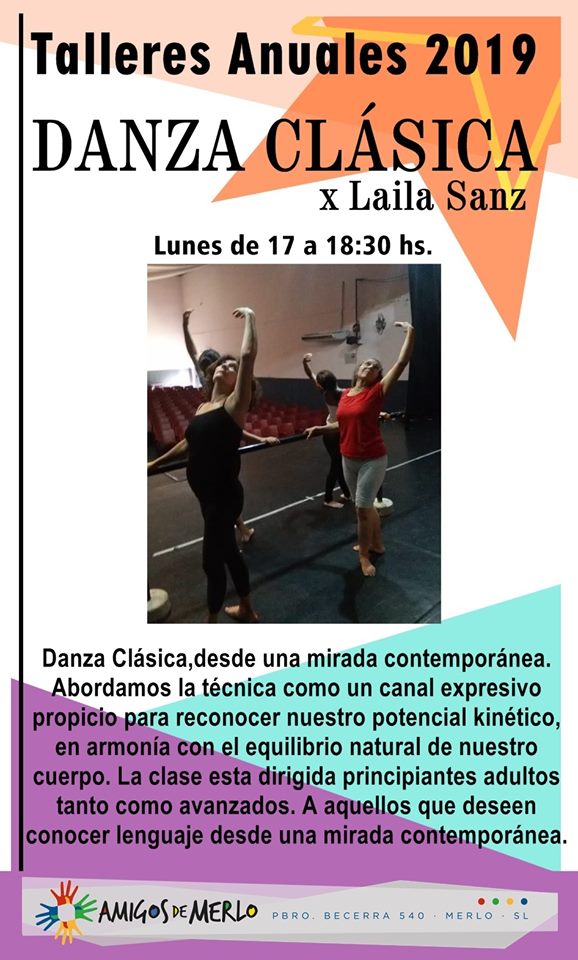 Talleres Anuales 2019
DANZA CLÁSICA
x Laila Sanz
Lunes de 17 a 18:30 hs.
Danza Clásica,desde una mirada contemporánea.
Abordamos la técnica como un canal expresivo
propicio para reconocer nuestro potencial kinético,
en armonía con el equilibrio natural de nuestro
cuerpo. La clase esta dirigida principiantes adultos
tanto como avanzados. A aquellos que deseen
conocer lenguaje desde una mirada contemporánea.
AMIGOS DE MERLO PBRO. BECERRA 540 · MERLO · SL